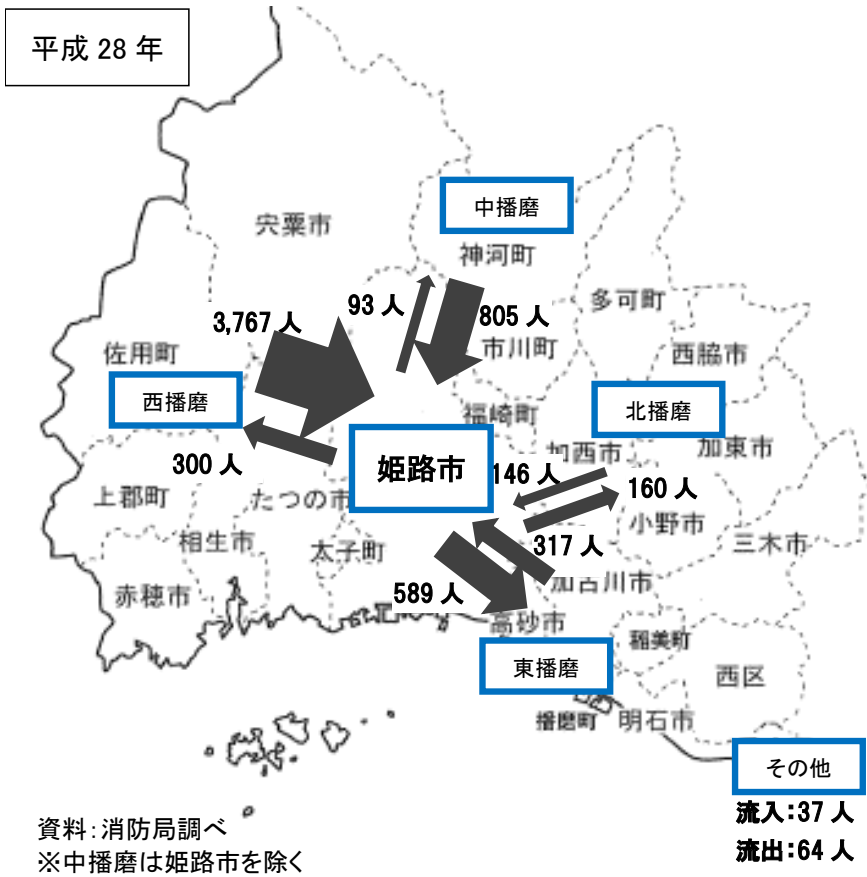 平成 28 年
中播磨
宍粟市
神河町
多可町
93 人
805 人
3,767 人
佐用町
市川町
西脇市
西播磨
福崎町
北播磨
加西市
加東市
姫路市
300 人
146 人
160 人
上郡町
たつの市
小野市
相生市
太子町
317 人
三木市
赤穂市
589 人
加古川市
高砂市
稲美町
東播磨
西区
播磨町
明石市
その他
流入:37 人
流出:64 人
資料:消防局調べ
※中播磨は姫路市を除く